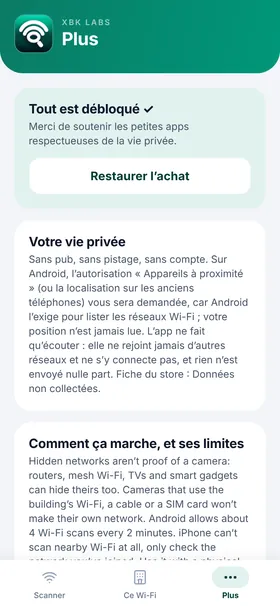 XBK LABS
Plus
Tout est débloqué ✓
Merci de soutenir les petites apps
respectueuses de la vie privée.
Restaurer l’achat
Votre vie privée
Sans pub, sans pistage, sans compte. Sur
Android, l’autorisation « Appareils à proximité
» (ou la localisation sur les anciens
téléphones) vous sera demandée, car Android
l’exige pour lister les réseaux Wi-Fi ; votre
position n’est jamais lue. L’app ne fait
qu’écouter : elle ne rejoint jamais d’autres
réseaux et ne s’y connecte pas, et rien n’est
envoyé nulle part. Fiche du store : Données
non collectées.
Comment ça marche, et ses limites
Hidden networks aren’t proof of a camera:
routers, mesh Wi-Fi, TVs and smart gadgets
can hide theirs too. Cameras that use the
building’s Wi-Fi, a cable or a SIM card won’t
make their own network. Android allows about
4 Wi-Fi scans every 2 minutes. iPhone can’t
scan nearby Wi-Fi at all, only check the
Scanner
Ce Wi-Fi
Plus